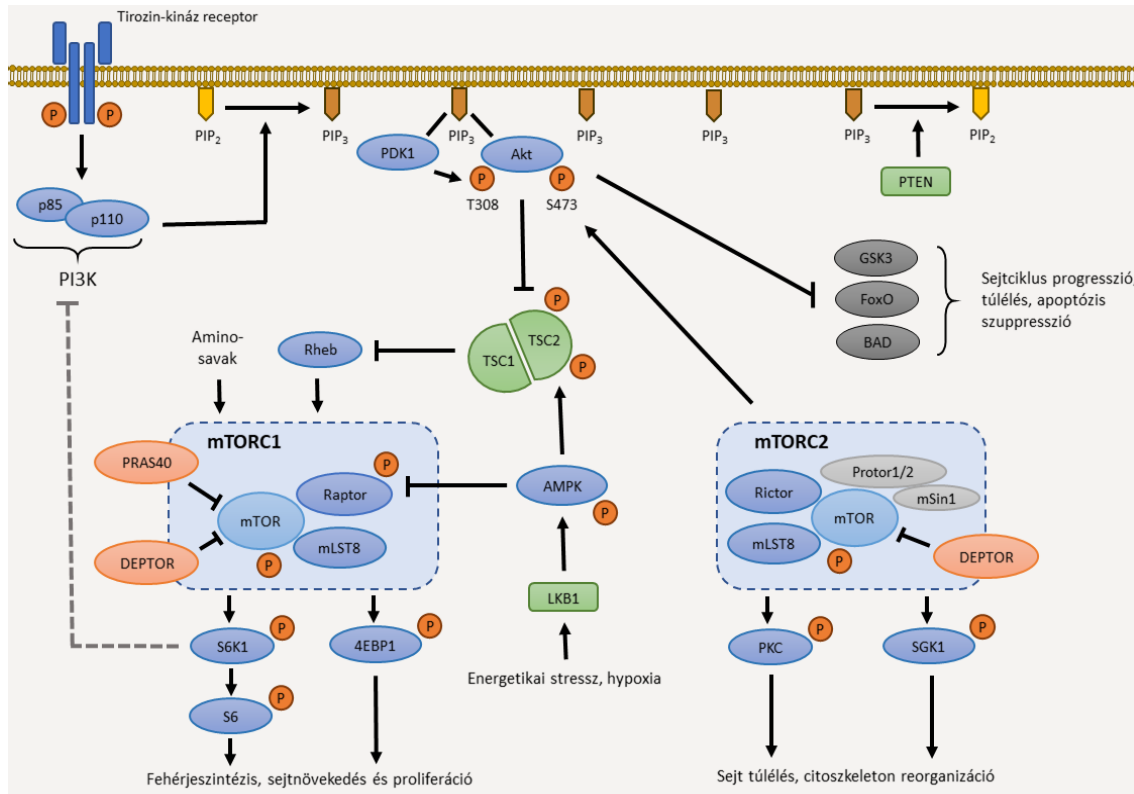 Tirozin-kináz receptor
P
P
PIP2
PIP3
PIP3
PIP3
PIP3
PIP3
PIP2
PDK1
Akt
P
P
T308
S473
PTEN
p85
p110
PI3K
GSK3
FoxO
BAD
Sejtciklus progresszió,
túlélés, apoptózis
szuppresszió
P
TSC2
TSC1
P
Amino-
savak
Rheb
mTORC1
PRAS40
P
Raptor
mTOR
mLST8
DEPTOR
P
AMPK
P
mTORC2
Protor1/2
Rictor
mSin1
mTOR
mLST8
P
DEPTOR
LKB1
S6K1
P
4EBP1
P
PKC
P
SGK1
P
Energetikai stressz, hypoxia
S6
P
Fehérjeszintézis, sejtnövekedés és proliferáció
Sejt túlélés, citoszkeleton reorganizáció